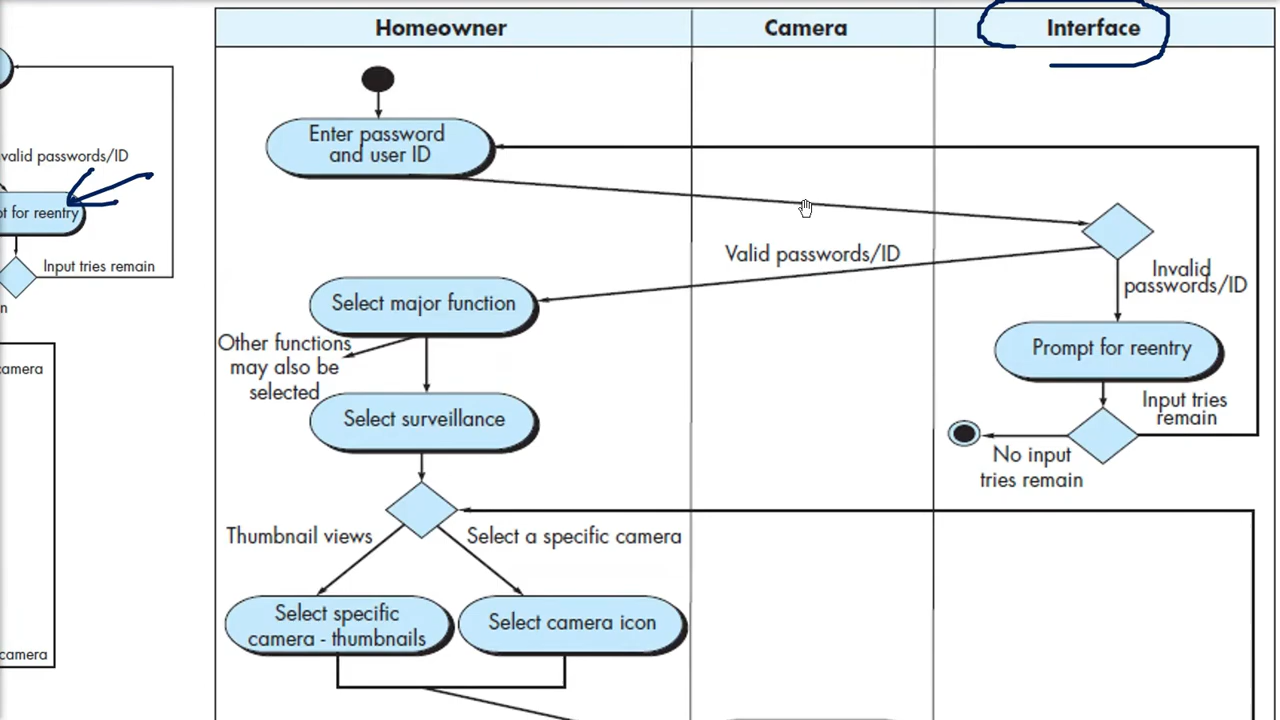 Homeowner
Camera
Interface
Enter password
and user ID
valid passwords/ID
for reentry
Input tries remain
Valid passwords/ID
Invalid
passwords/ID
Select major function
Other functions
may also be
selected
Prompt for reentry
Input tries
remain
Select surveillance
No input
tries remain
Thumbnail views
Select a specific camera
Select specific
camera - thumbnails
Select camera icon
camera